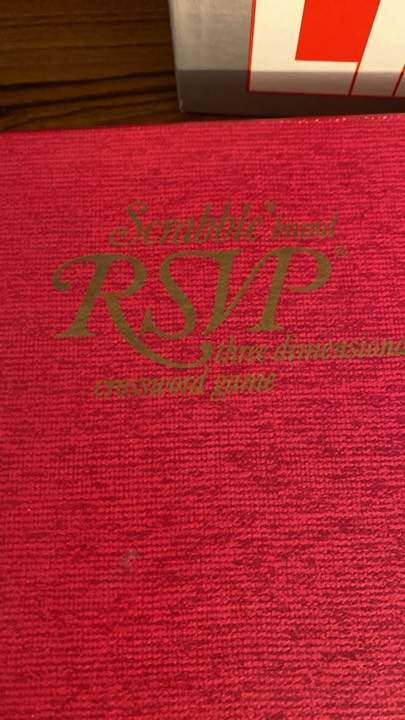 Scrabble® brand
RSVP®
three dimensional
crossword game